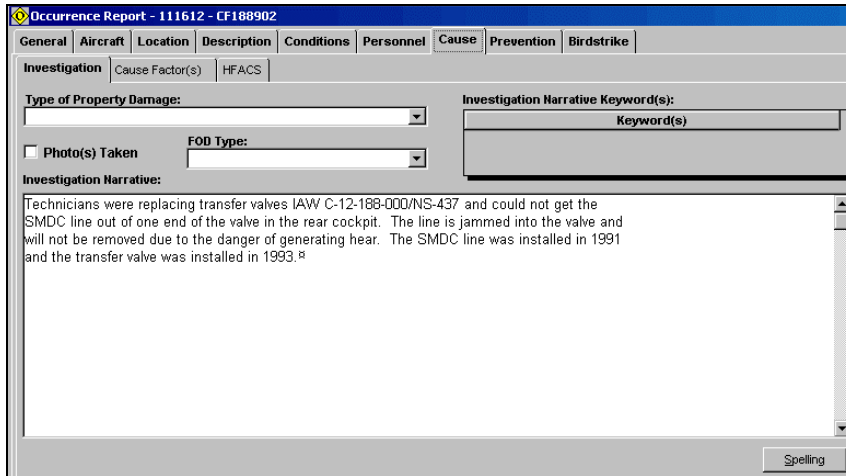 Occurrence Report - 111612 - CF188902
General Aircraft Location Description Conditions Personnel Cause Prevention Birdstrike
Investigation Cause Factor(s) HFACS
Type of Property Damage:
Investigation Narrative Keyword(s):
Keyword(s)
Photo(s) Taken
FOD Type:
Investigation Narrative:
Technicians were replacing transfer valves IAW C-12-188-000/NS-437 and could not get the
SMDC line out of one end of the valve in the rear cockpit.  The line is jammed into the valve and
will not be removed due to the danger of generating hear.  The SMDC line was installed in 1991
and the transfer valve was installed in 1993.¤
Spelling